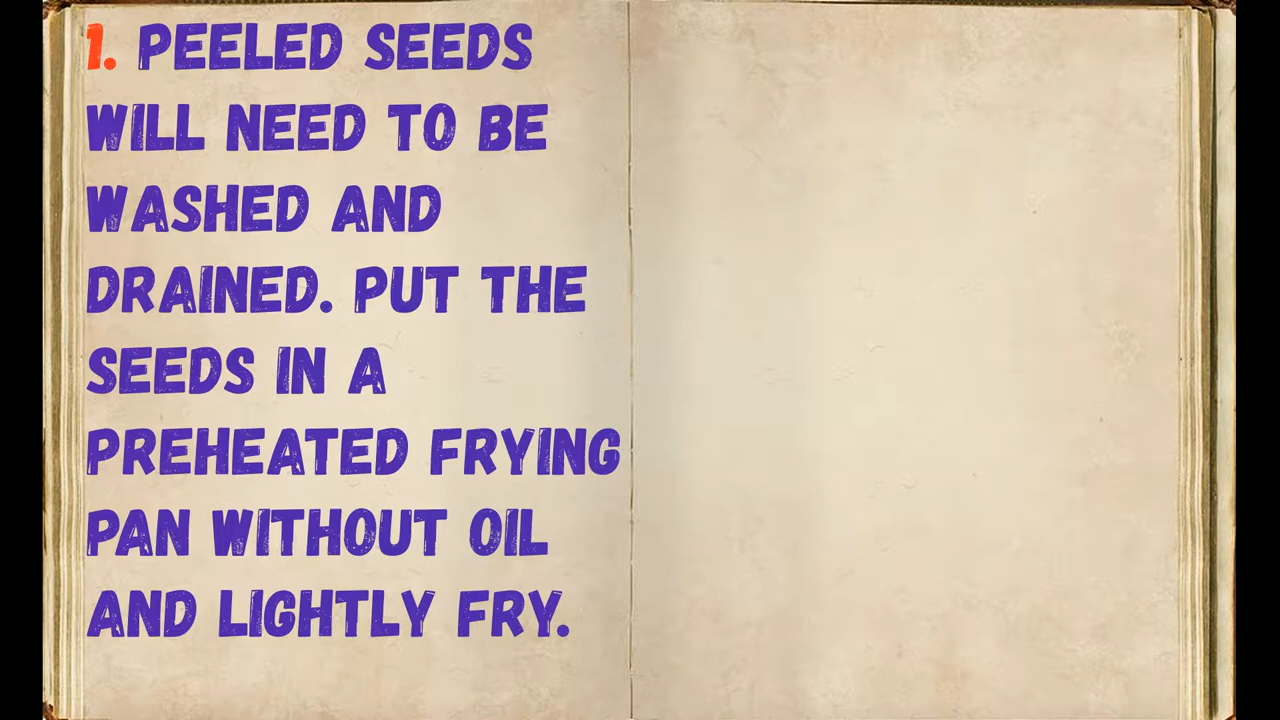 1. PEELED SEEDS
WILL NEED TO BE
WASHED AND
DRAINED. PUT THE
SEEDS IN A
PREHEATED FRYING
PAN WITHOUT OIL
AND LIGHTLY FRY.